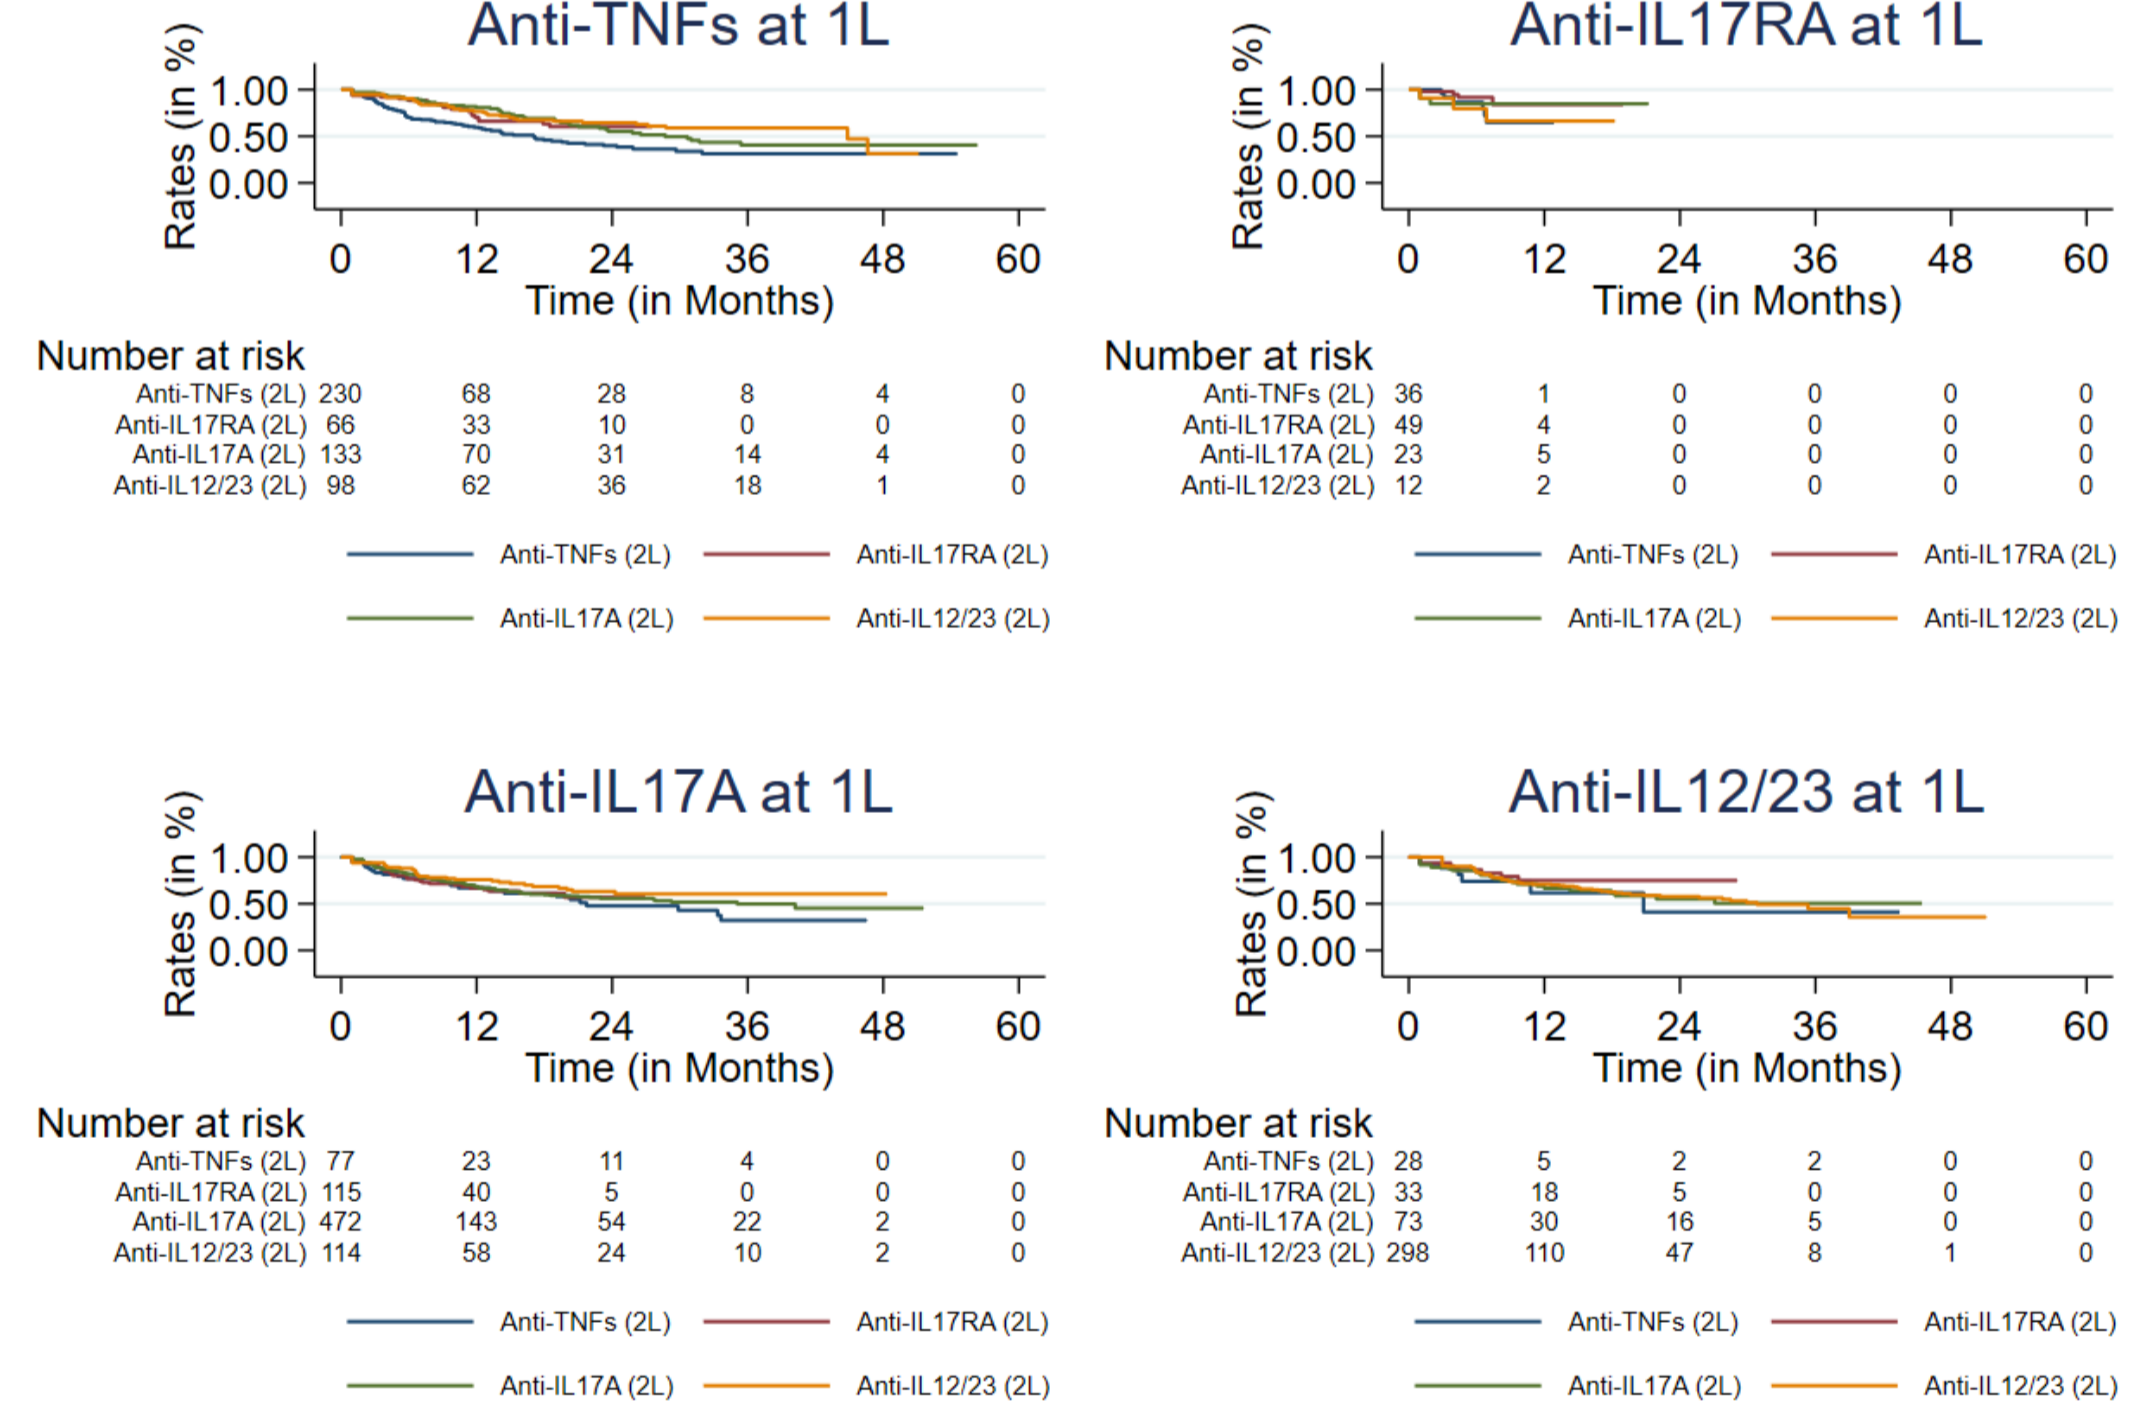 Anti-TNFs at 1L
Rates (in %)
1.00
0.50
0.00
0 12 24 36 48 60
Time (in Months)
Number at risk
Anti-TNFs (2L) 230 68 28 8 4 0
Anti-IL17RA (2L) 66 33 10 0 0 0
Anti-IL17A (2L) 133 70 31 14 4 0
Anti-IL12/23 (2L) 98 62 36 18 1 0
Anti-TNFs (2L) Anti-IL17RA (2L)
Anti-IL17A (2L) Anti-IL12/23 (2L)
Anti-IL17RA at 1L
Rates (in %)
1.00
0.50
0.00
0 12 24 36 48 60
Time (in Months)
Number at risk
Anti-TNFs (2L) 36 1 0 0 0 0
Anti-IL17RA (2L) 49 4 0 0 0 0
Anti-IL17A (2L) 23 5 0 0 0 0
Anti-IL12/23 (2L) 12 2 0 0 0 0
Anti-TNFs (2L) Anti-IL17RA (2L)
Anti-IL17A (2L) Anti-IL12/23 (2L)
Anti-IL17A at 1L
Rates (in %)
1.00
0.50
0.00
0 12 24 36 48 60
Time (in Months)
Number at risk
Anti-TNFs (2L) 77 23 11 4 0 0
Anti-IL17RA (2L) 115 40 5 0 0 0
Anti-IL17A (2L) 472 143 54 22 2 0
Anti-IL12/23 (2L) 114 58 24 10 2 0
Anti-TNFs (2L) Anti-IL17RA (2L)
Anti-IL17A (2L) Anti-IL12/23 (2L)
Anti-IL12/23 at 1L
Rates (in %)
1.00
0.50
0.00
0 12 24 36 48 60
Time (in Months)
Number at risk
Anti-TNFs (2L) 28 5 2 2 0 0
Anti-IL17RA (2L) 33 18 5 0 0 0
Anti-IL17A (2L) 73 30 16 5 0 0
Anti-IL12/23 (2L) 298 110 47 8 1 0
Anti-TNFs (2L) Anti-IL17RA (2L)
Anti-IL17A (2L) Anti-IL12/23 (2L)